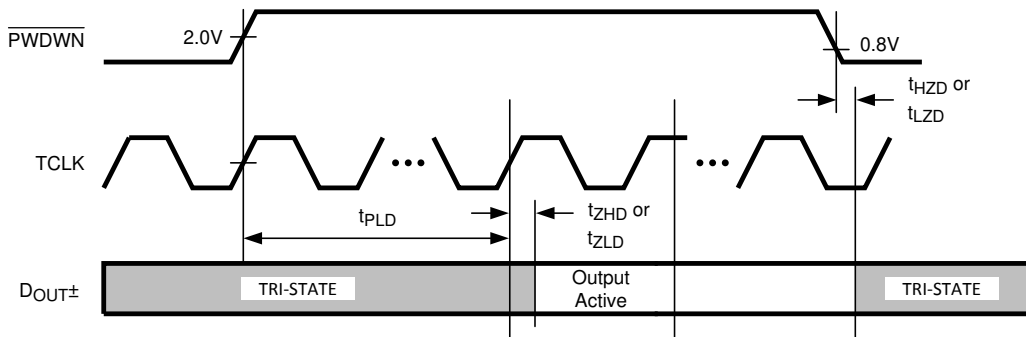 PWDWN
2.0V
0.8V
tHZD or
tLZD
TCLK
tPLD
tZHD or
tZLD
DOUT±
TRI-STATE
Output
Active
TRI-STATE